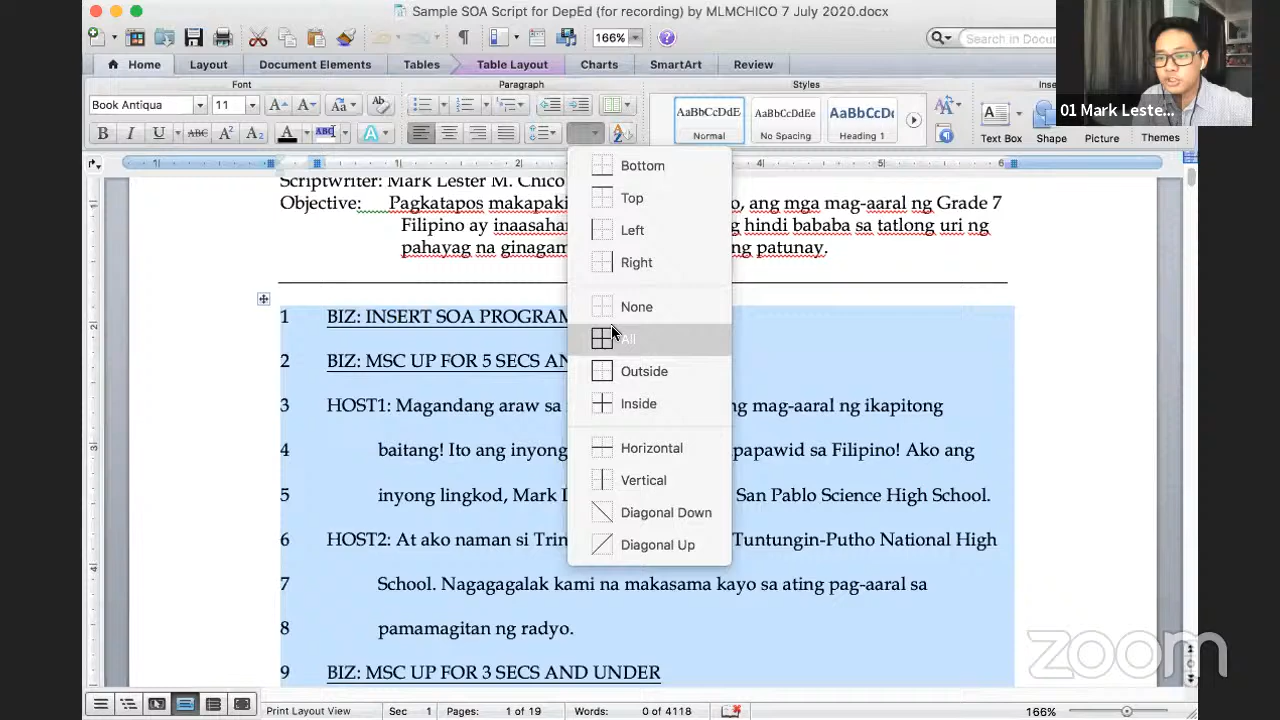 Sample SOA Script for DepEd (for recording) by MLMCHICO 7 July 2020.docx
166%
Search in Docum
Home Layout Document Elements Tables Table Layout Charts SmartArt Review
Font Paragraph Styles Inse
Book Antiqua 11
AaBbCcDdE AaBbCcDdEe AaBbCcDc
Normal No Spacing Heading 1 Text Box Shape Picture Themes
01 Mark Leste...
Scriptwriter: Mark Lester M. Chico
Objective: Pagkatapos makapaki o, ang mga mag-aaral ng Grade 7
Filipino ay inaasahan g hindi bababa sa tatlong uri ng
pahayag na ginagam ng patunay.
1 BIZ: INSERT SOA PROGRAM
2 BIZ: MSC UP FOR 5 SECS AN
3 HOST1: Magandang araw sa ng mag-aaral ng ikapitong
4 baitang! Ito ang inyong papawid sa Filipino! Ako ang
5 inyong lingkod, Mark L San Pablo Science High School.
6 HOST2: At ako naman si Trin Tuntungin-Putho National High
7 School. Nagagagalak kami na makasama kayo sa ating pag-aaral sa
8 pamamagitan ng radyo.
9 BIZ: MSC UP FOR 3 SECS AND UNDER
Bottom
Top
Left
Right
None
All
Outside
Inside
Horizontal
Vertical
Diagonal Down
Diagonal Up
zoom
Print Layout View Sec 1 Pages: 1 of 19 Words: 0 of 4118 166%